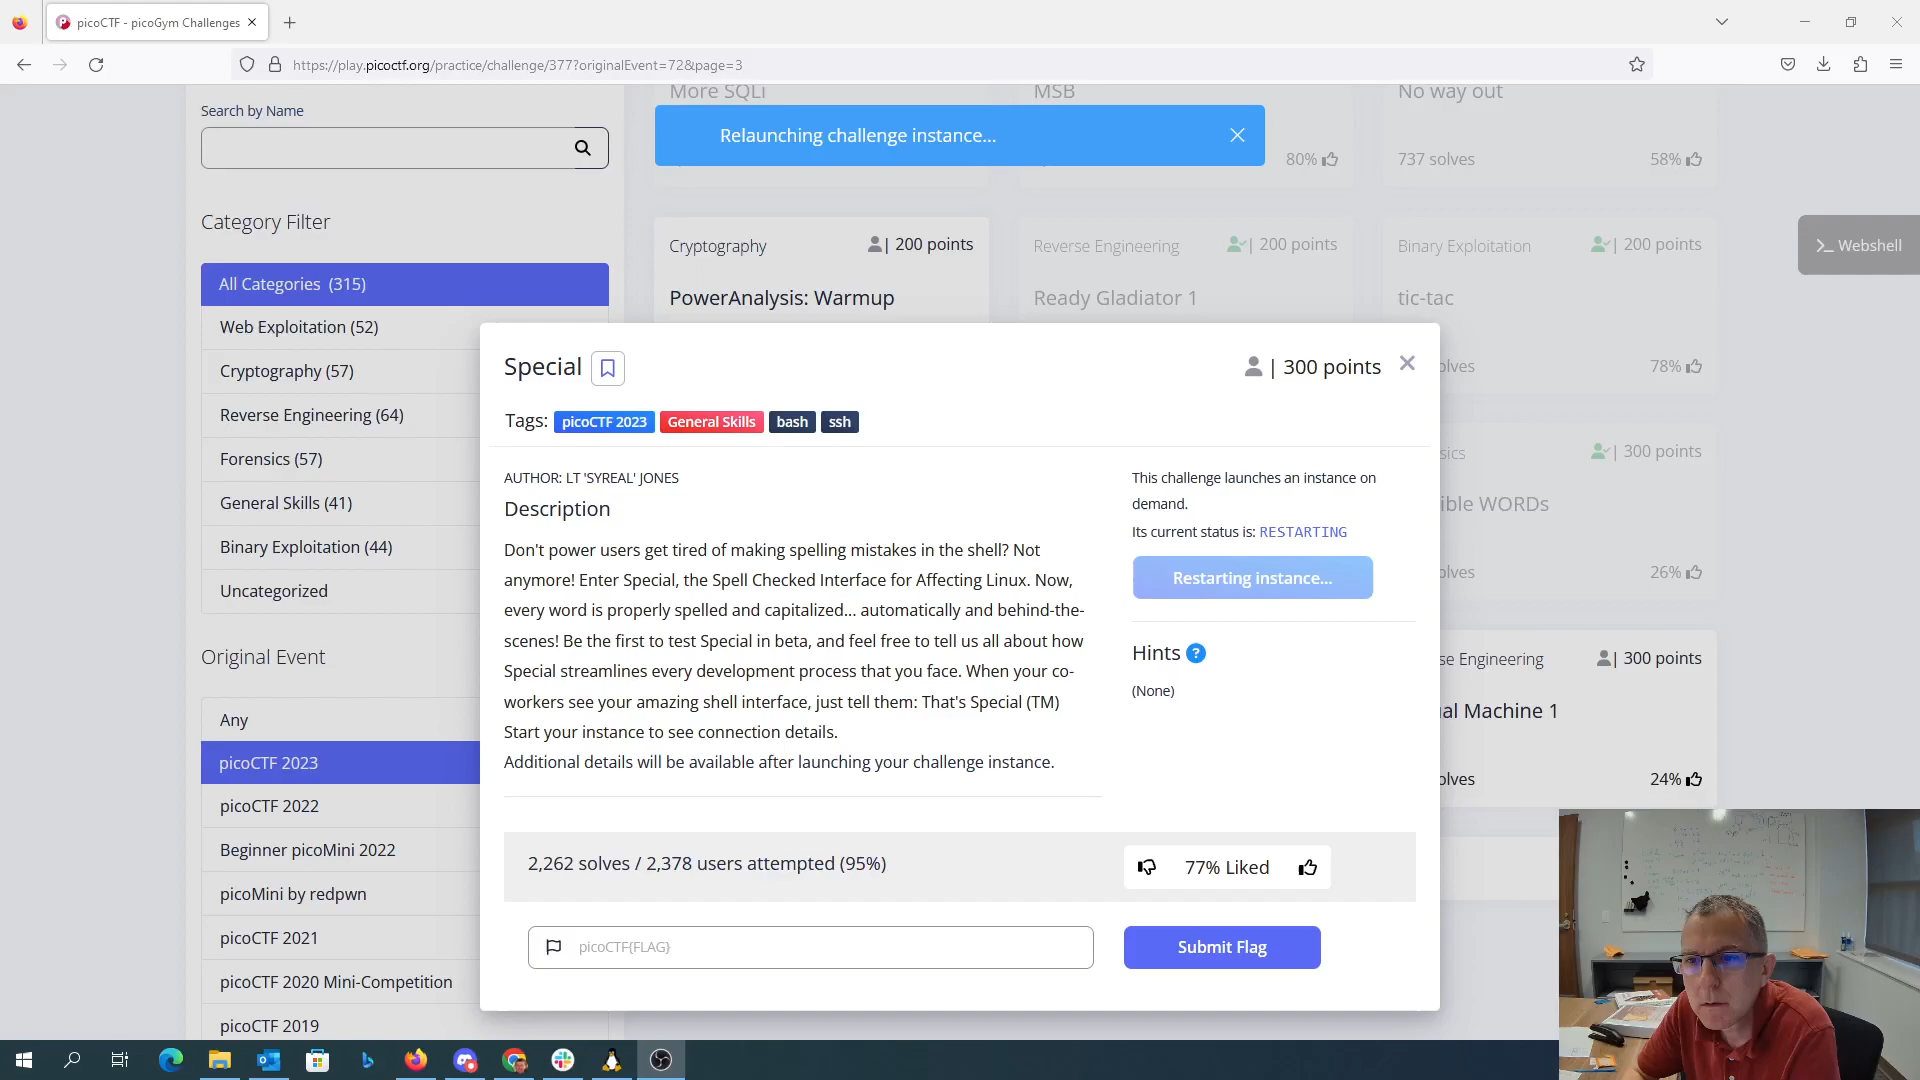 picoCTF - picoGym Challenges
https://play.picoctf.org/practice/challenge/377?originalEvent=72&page=3
Search by Name
Category Filter
All Categories (315)
Web Exploitation (52)
Cryptography (57)
Reverse Engineering (64)
Forensics (57)
General Skills (41)
Binary Exploitation (44)
Uncategorized
Original Event
Any
picoCTF 2023
picoCTF 2022
Beginner picoMini 2022
picoMini by redpwn
picoCTF 2021
picoCTF 2020 Mini-Competition
picoCTF 2019
More SQLi
MSB
No way out
Relaunching challenge instance...
80%
737 solves
58%
Cryptography
| 200 points
PowerAnalysis: Warmup
Reverse Engineering
| 200 points
Ready Gladiator 1
Binary Exploitation
| 200 points
tic-tac
>_ Webshell
olves
78%
sics
| 300 points
ible WORDs
olves
26%
se Engineering
| 300 points
al Machine 1
olves
24%
Special
| 300 points
Tags: picoCTF 2023 General Skills bash ssh
AUTHOR: LT 'SYREAL' JONES
Description
Don't power users get tired of making spelling mistakes in the shell? Not
anymore! Enter Special, the Spell Checked Interface for Affecting Linux. Now,
every word is properly spelled and capitalized... automatically and behind-the-
scenes! Be the first to test Special in beta, and feel free to tell us all about how
Special streamlines every development process that you face. When your co-
workers see your amazing shell interface, just tell them: That's Special (TM)
Start your instance to see connection details.
Additional details will be available after launching your challenge instance.
This challenge launches an instance on
demand.
Its current status is: RESTARTING
Restarting instance...
Hints ?
(None)
2,262 solves / 2,378 users attempted (95%)
77% Liked
picoCTF{FLAG}
Submit Flag